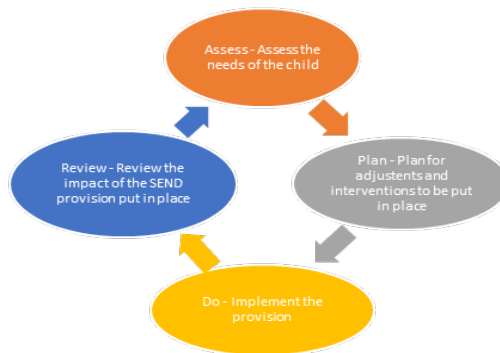 Assess - Assess the
needs of the child
Plan - Plan for
adjustents and
interventions to be put
in place
Do - Implement the
provision
Review - Review the
impact of the SEND
provision put in place